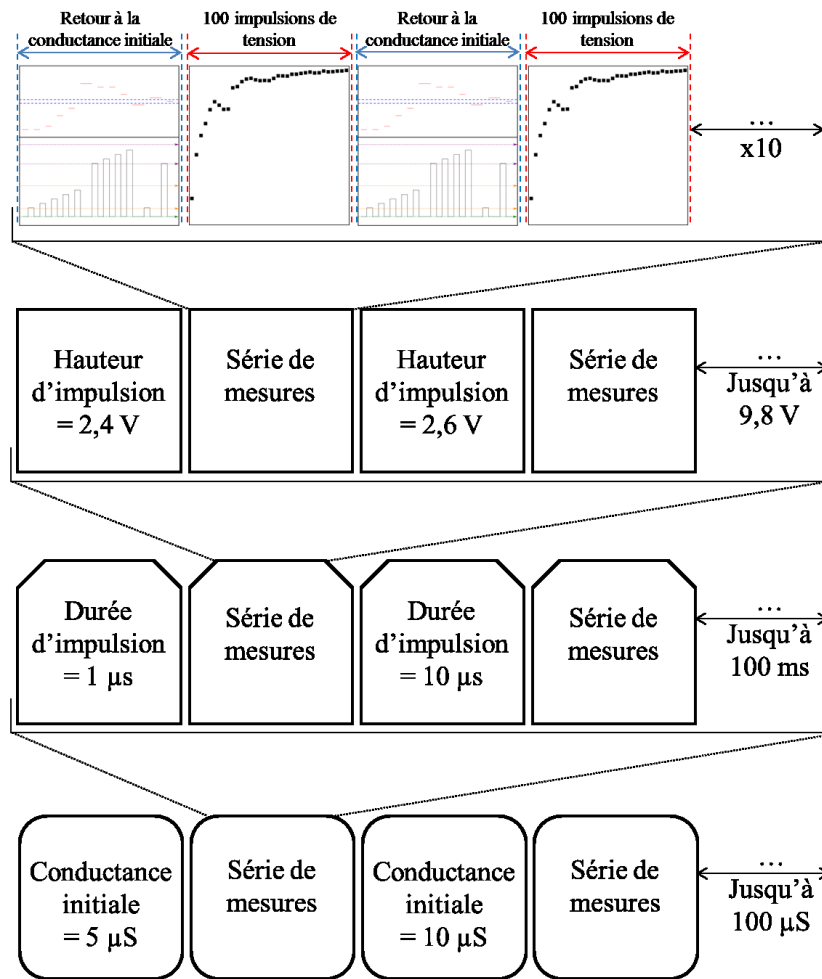 Retour à la
conductance initiale
100 impulsions de
tension
Retour à la
conductance initiale
100 impulsions de
tension
...
x10
Hauteur
d'impulsion
= 2,4 V
Série de
mesures
Hauteur
d'impulsion
= 2,6 V
Série de
mesures
...
Jusqu'à
9,8 V
Durée
d'impulsion
= 1 µs
Série de
mesures
Durée
d'impulsion
= 10 µs
Série de
mesures
...
Jusqu'à
100 ms
Conductance
initiale
= 5 µS
Série de
mesures
Conductance
initiale
= 10 µS
Série de
mesures
...
Jusqu'à
100 µS